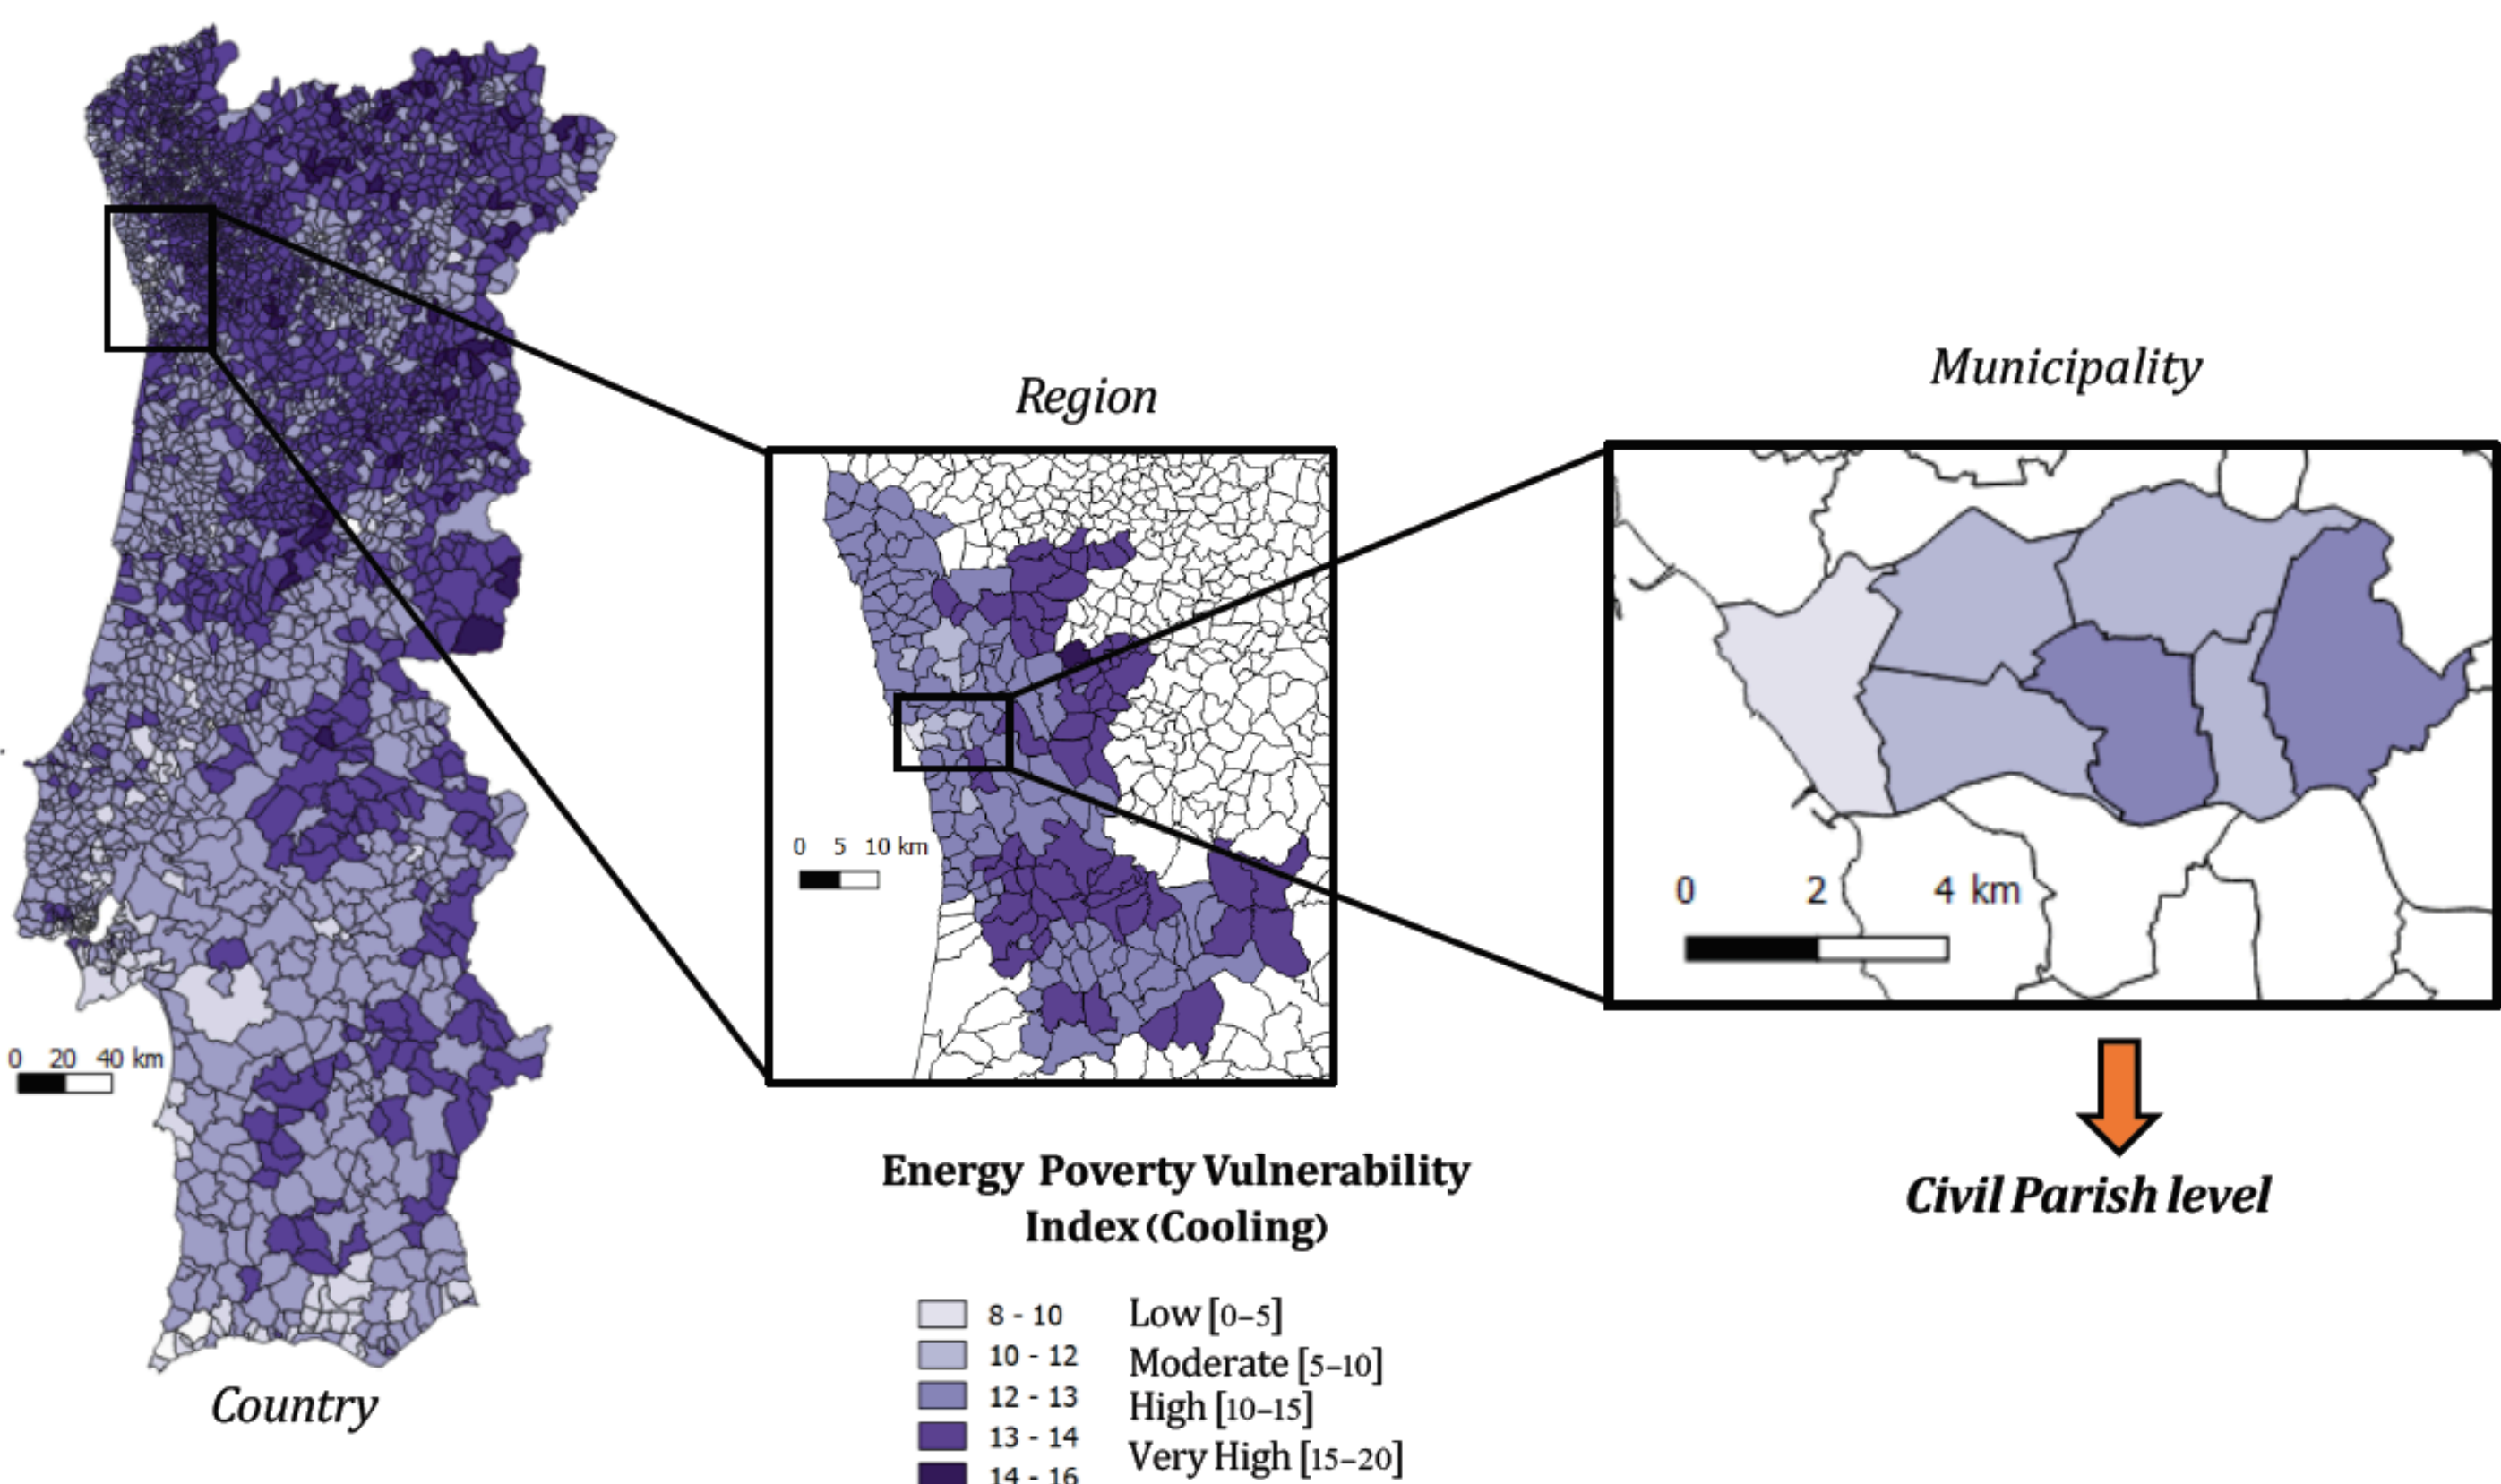 Municipality
Region
0 5 10 km
0 2 4 km
0 20 40 km
Civil Parish level
Country
Energy Poverty Vulnerability
Index (Cooling)
8 - 10 Low [0–5]
10 - 12 Moderate [5–10]
12 - 13 High [10–15]
13 - 14 Very High [15–20]
14 - 16